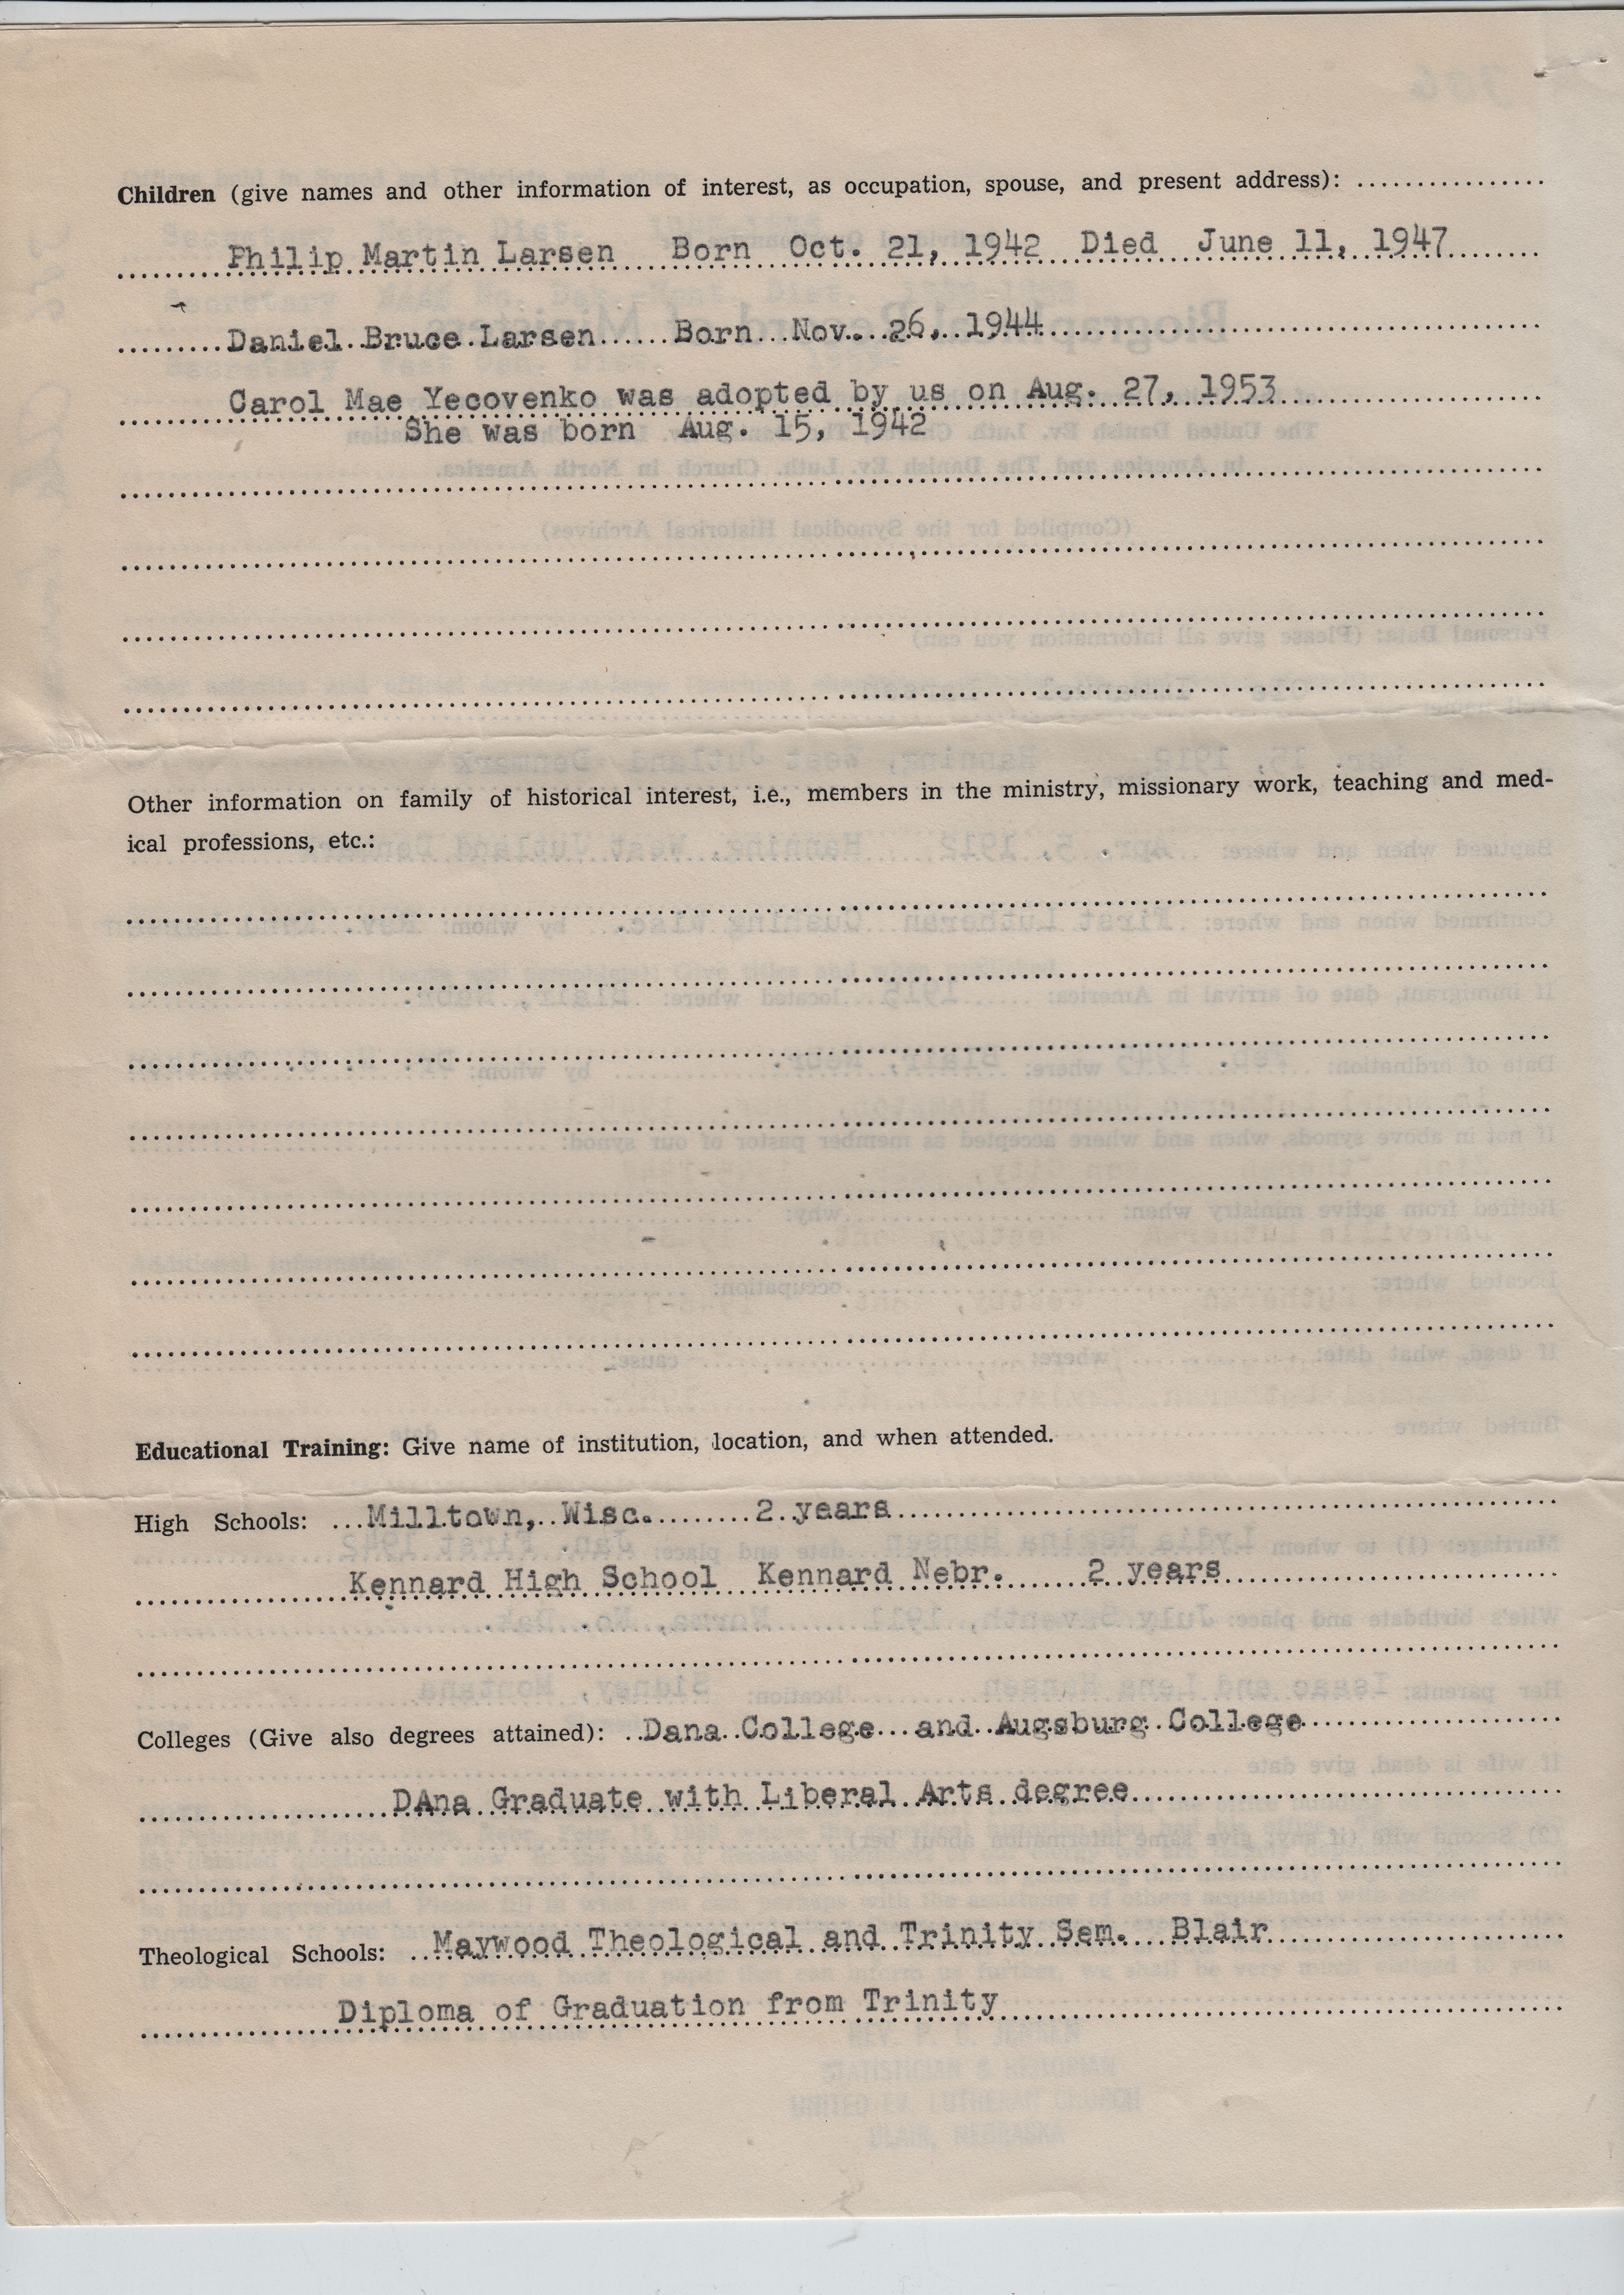 Children (give names and other information of interest, as occupation, spouse, and present address):
Philip Martin Larsen Born Oct. 21, 1942 Died June 11, 1947
Daniel Bruce Larsen Born Nov. 26, 1944
Carol Mae Yecovenko was adopted by us on Aug. 27, 1953
She was born Aug. 15, 1942
Other information on family of historical interest, i.e., members in the ministry, missionary work, teaching and med-
ical professions, etc.:
Educational Training: Give name of institution, location, and when attended.
High Schools: Milltown, Wisc. 2 years
Kennard High School Kennard Nebr. 2 years
Colleges (Give also degrees attained): Dana College and Augsburg College
DAna Graduate with Liberal Arts degree
Theological Schools: Maywood Theological and Trinity Sem. Blair
Diploma of Graduation from Trinity